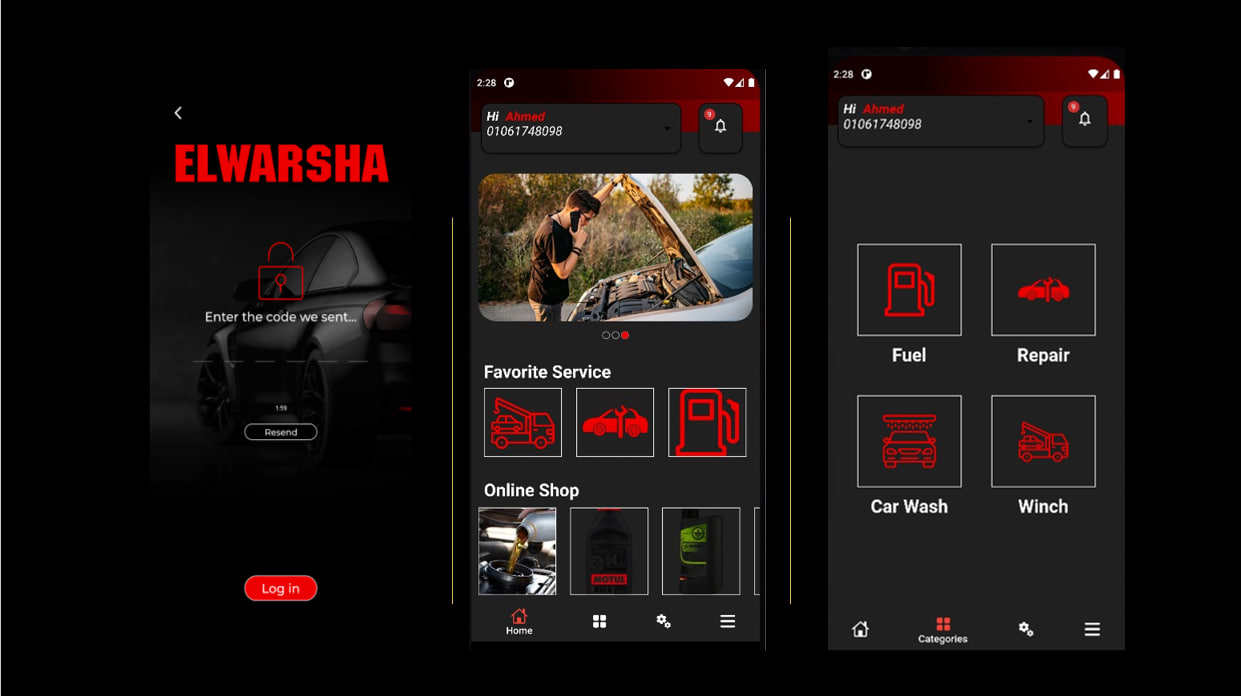 ELWARSHA
Enter the code we sent...
1:59
Resend
Log in
2:28
Hi Ahmed
01061748098
9
Favorite Service
Online Shop
MOTUL
Home
2:28
Hi Ahmed
01061748098
9
Fuel
Repair
Car Wash
Winch
Categories